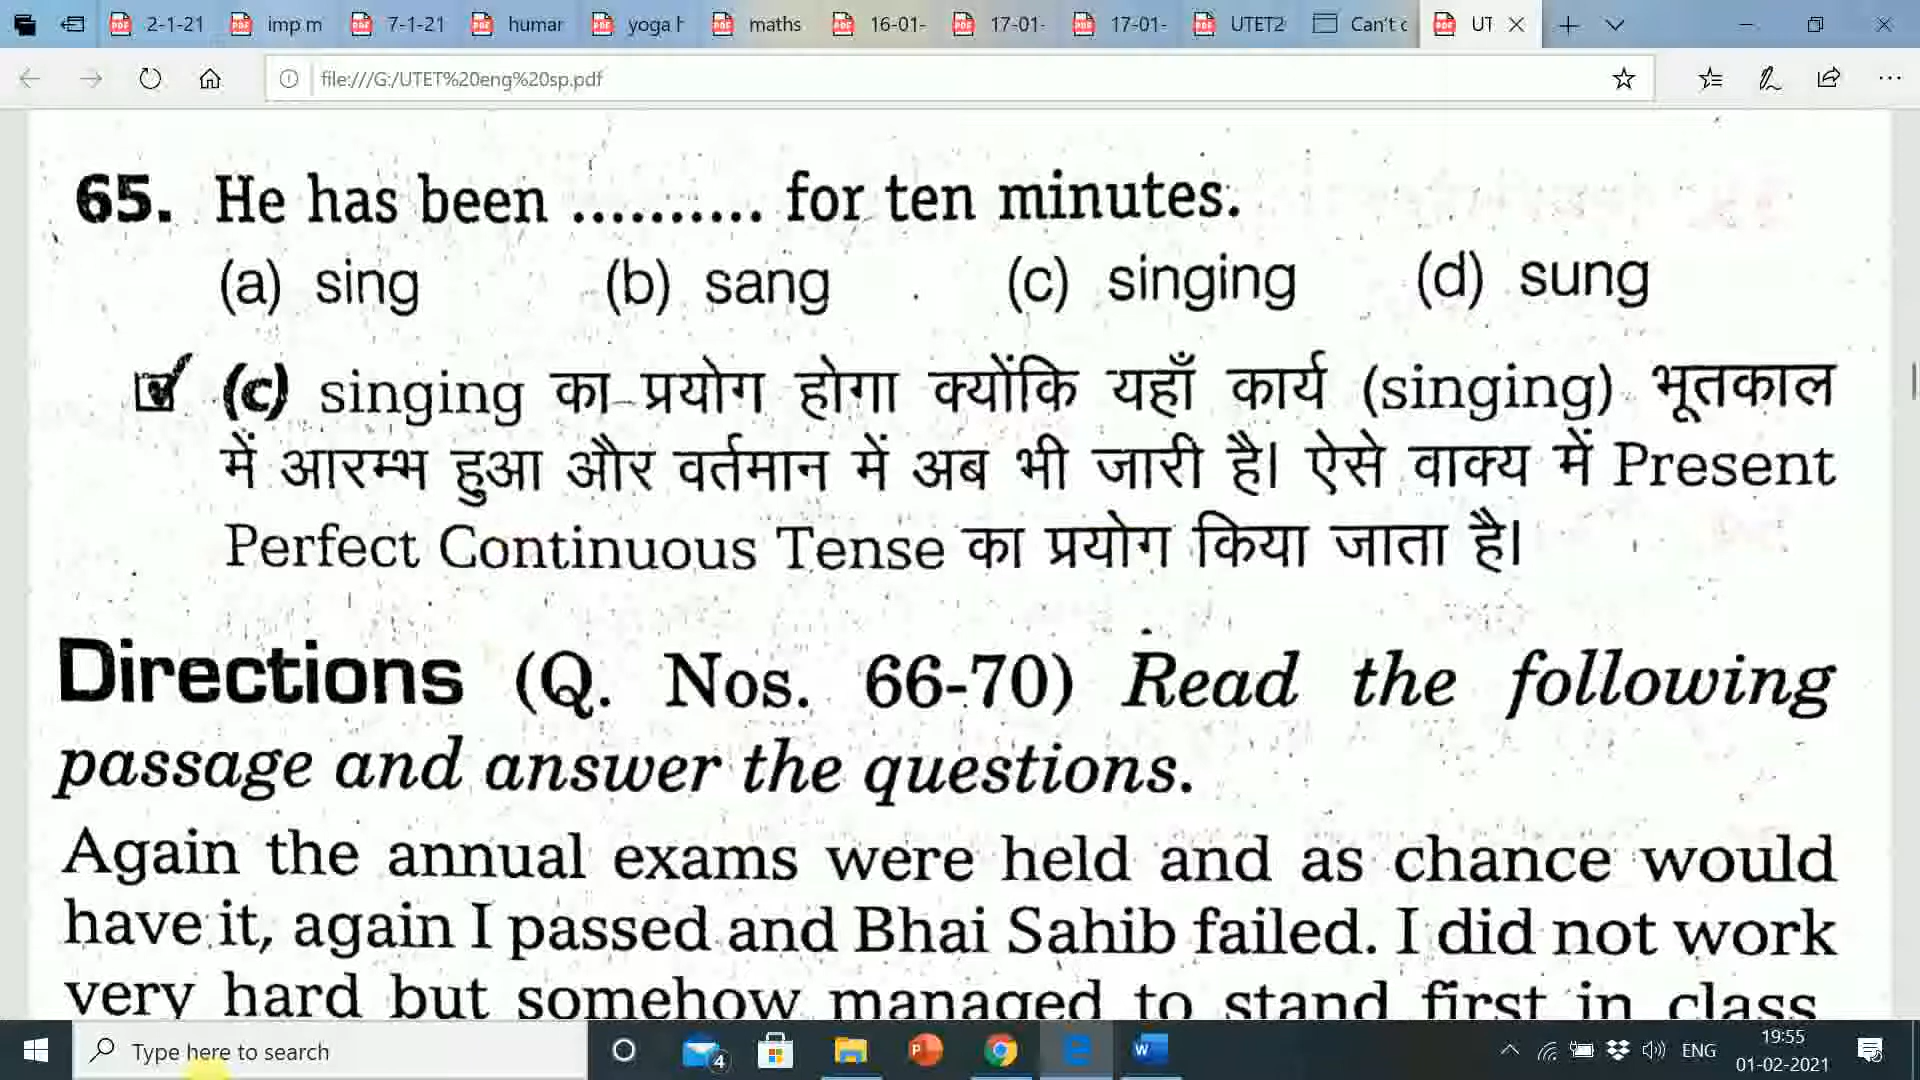 2-1-21 imp m 7-1-21 humar yoga maths 16-01- 17-01- 17-01- UTET2 Can't UT
file:///G:/UTET%20eng%20sp.pdf
65. He has been .......... for ten minutes.
(a) sing (b) sang (c) singing (d) sung
(c) singing का प्रयोग होगा क्योंकि यहाँ कार्य (singing) भूतकाल
में आरम्भ हुआ और वर्तमान में अब भी जारी है। ऐसे वाक्य में Present
Perfect Continuous Tense का प्रयोग किया जाता है।
Directions (Q. Nos. 66-70) Read the following
passage and answer the questions.
Again the annual exams were held and as chance would
have it, again I passed and Bhai Sahib failed. I did not work
very hard but somehow managed to stand first in class
Type here to search
4
ENG
19:55
01-02-2021